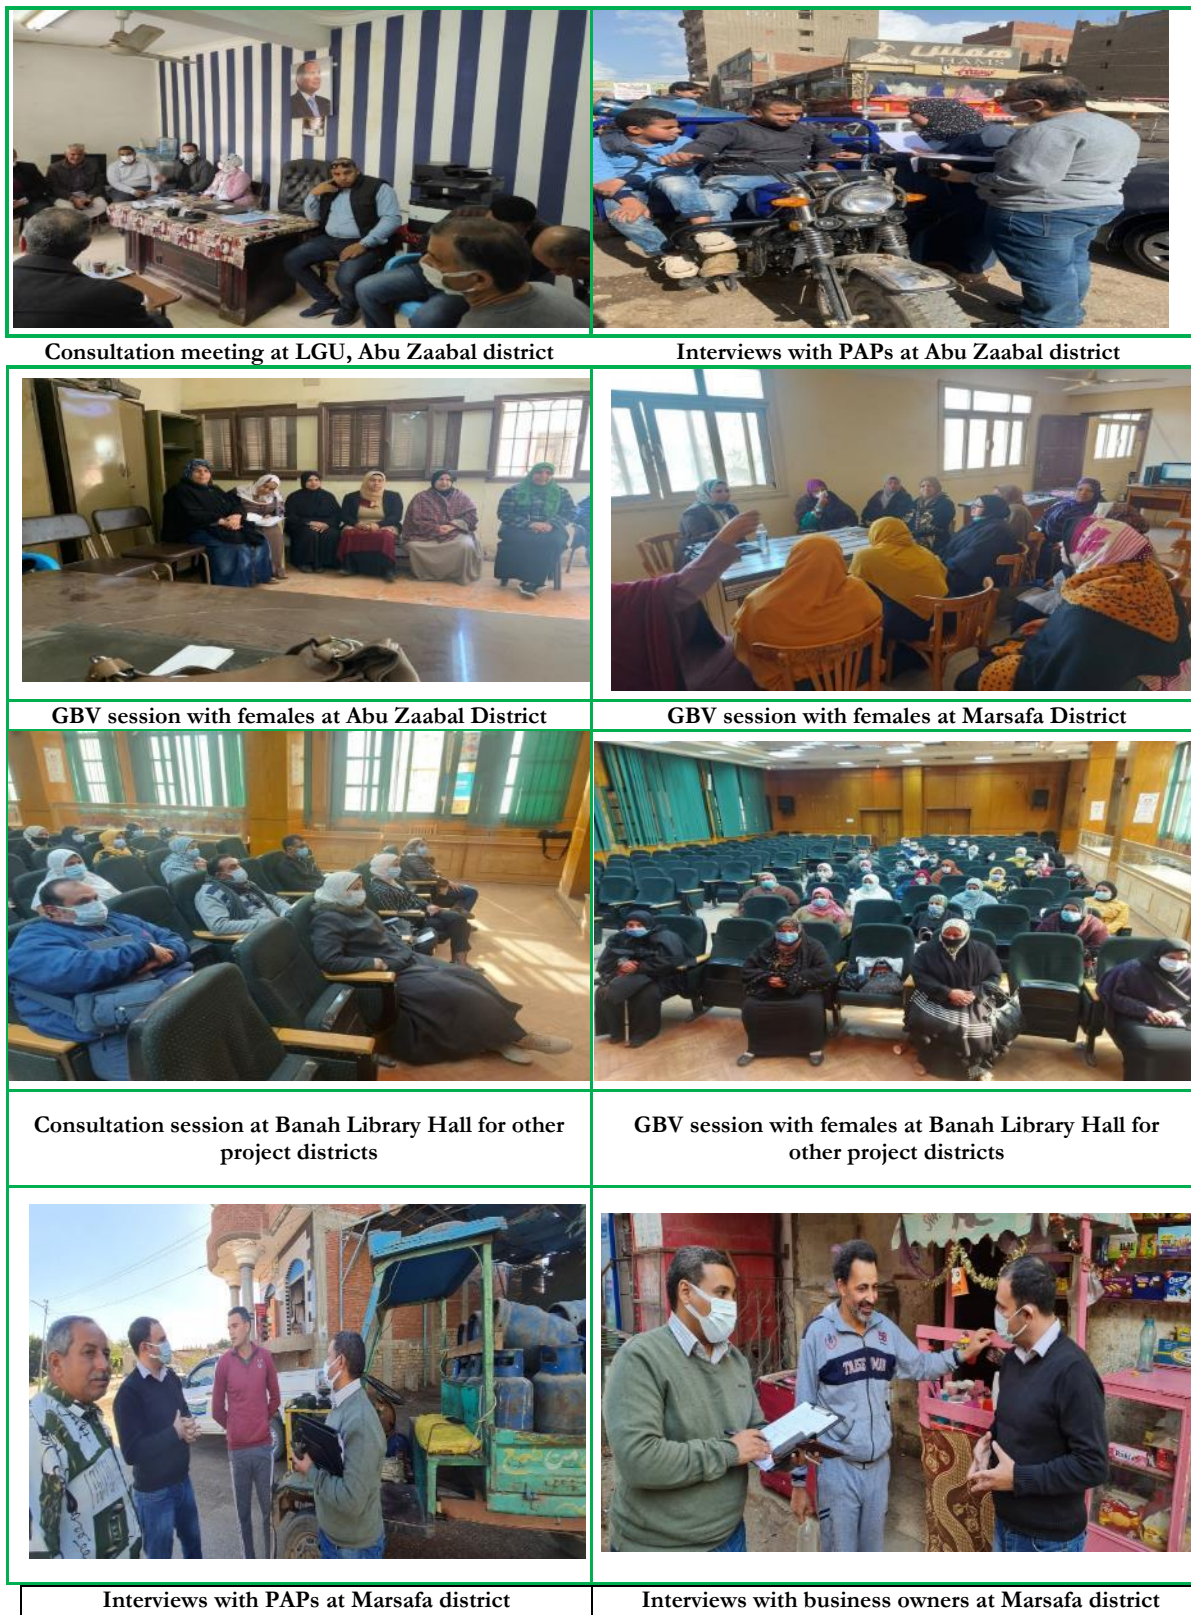 همس
HAMS
Consultation meeting at LGU, Abu Zaabal district
Interviews with PAPs at Abu Zaabal district
GBV session with females at Abu Zaabal District
GBV session with females at Marsafa District
Consultation session at Banah Library Hall for other
project districts
GBV session with females at Banah Library Hall for
other project districts
Interviews with PAPs at Marsafa district
Interviews with business owners at Marsafa district